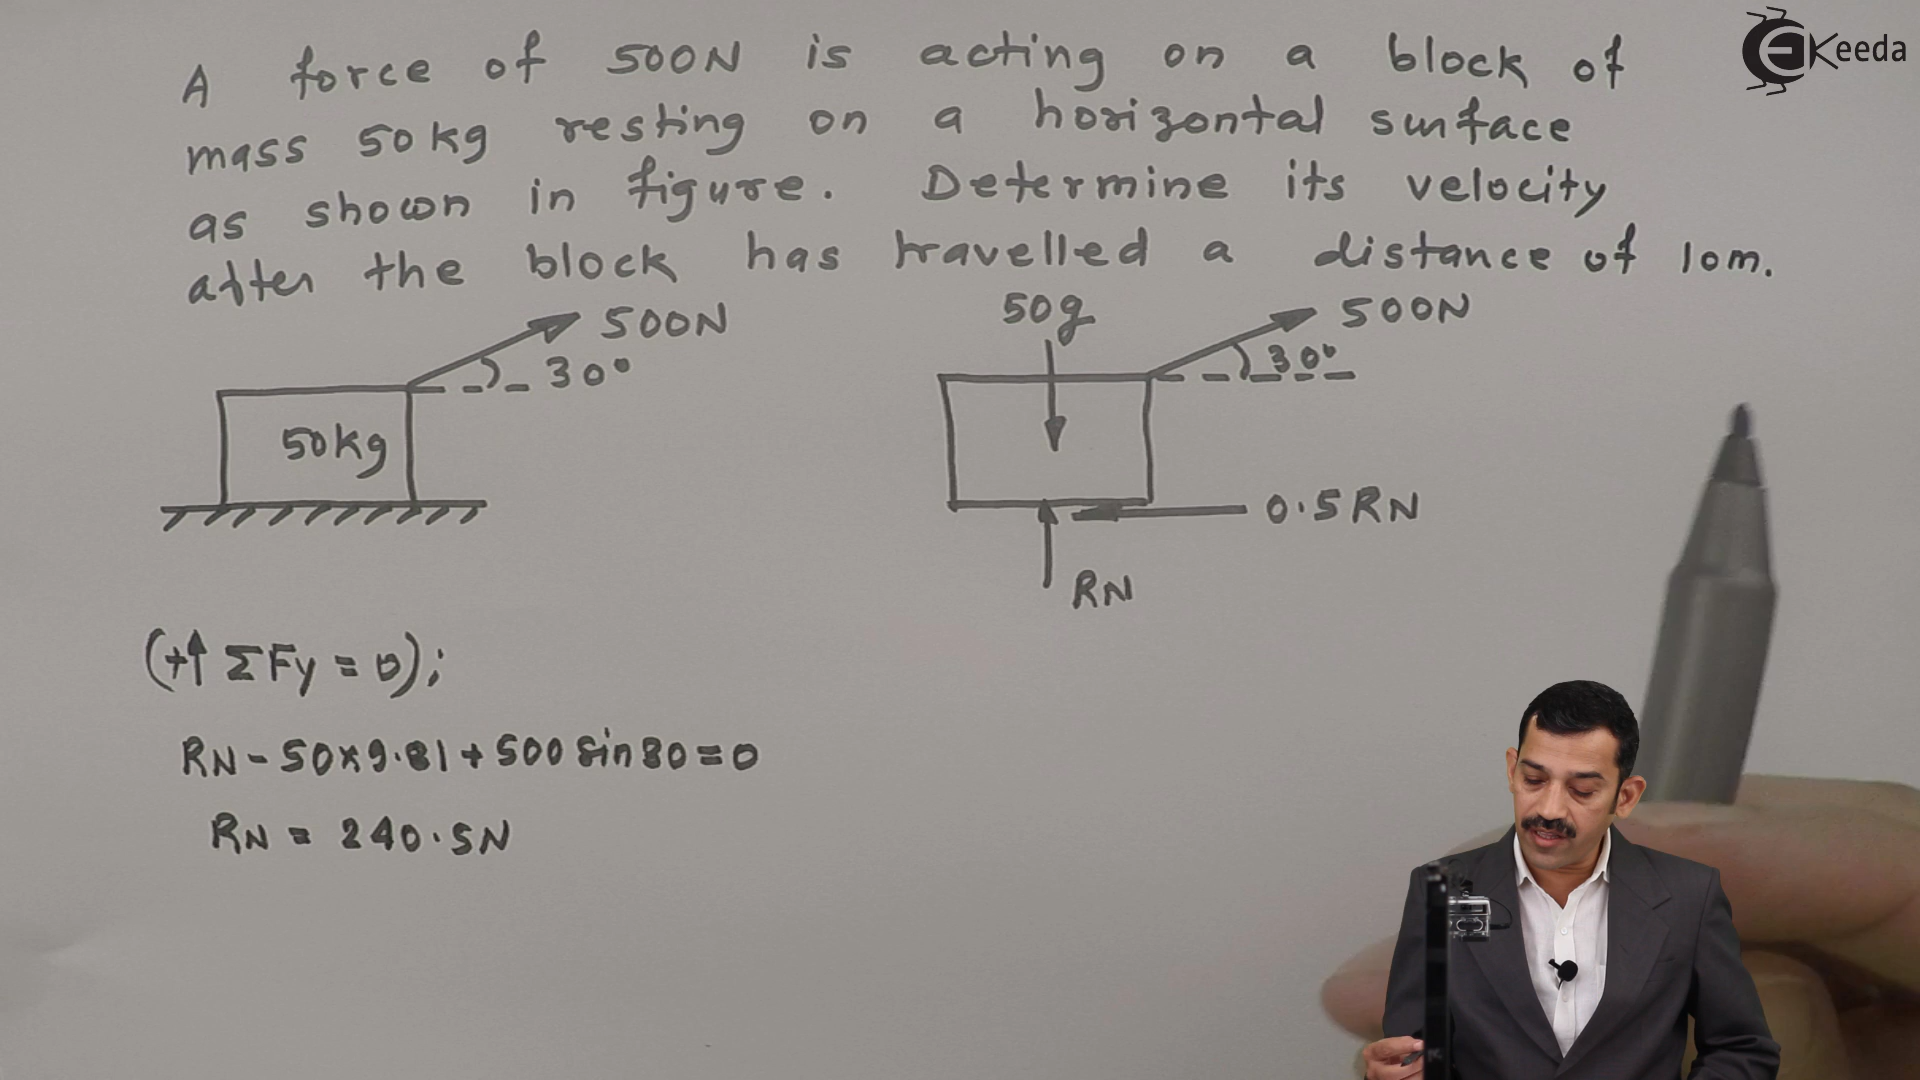 EKeeda
A force of 500N is acting on a block of
mass 50kg resting on a horizontal surface
as shown in figure. Determine its velocity
after the block has travelled a distance of 10m.
500N
30°
50kg
50g
500N
30°
0.5RN
RN
(+↑ ΣFy = 0);
RN - 50×9.81 + 500 sin30 = 0
RN = 240.5N